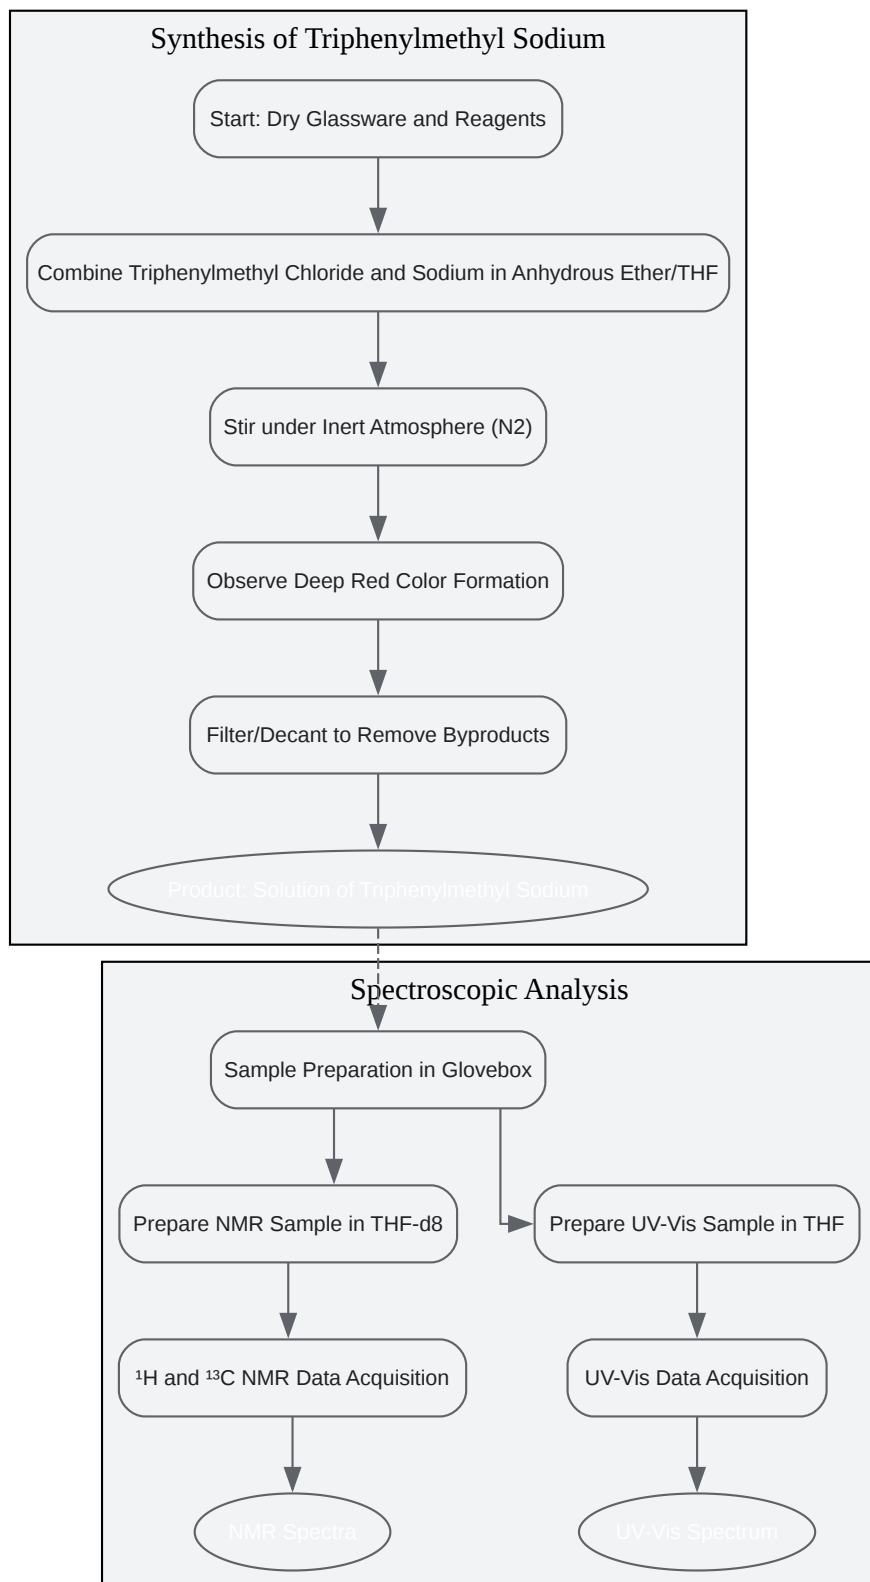 Synthesis of Triphenylmethyl Sodium
Start: Dry Glassware and Reagents
Combine Triphenylmethyl Chloride and Sodium in Anhydrous Ether/THF
Stir under Inert Atmosphere (N2)
Observe Deep Red Color Formation
Filter/Decant to Remove Byproducts
Product: Solution of Triphenylmethyl Sodium
Spectroscopic Analysis
Sample Preparation in Glovebox
Prepare NMR Sample in THF-d8
Prepare UV-Vis Sample in THF
¹H and ¹³C NMR Data Acquisition
UV-Vis Data Acquisition
NMR Spectra
UV-Vis Spectrum